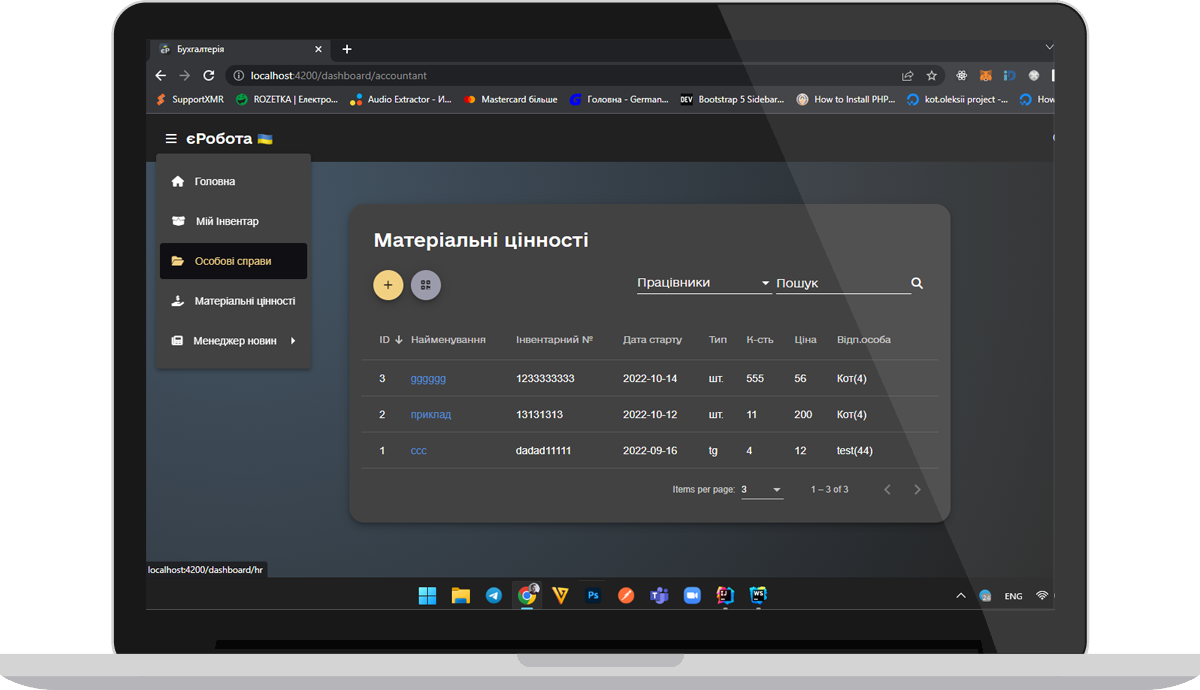 Бухгалтерія
localhost:4200/dashboard/accountant
SupportXMR ROZETKA | Електро... Audio Extractor - И... Mastercard більше Головна - German... DEV Bootstrap 5 Sidebar... How to Install PHP... kot.oleksii project -... How
єРобота
Головна
Мій Інвентар
Особові справи
Матеріальні цінності
Менеджер новин
Матеріальні цінності
Працівники Пошук
ID Найменування Інвентарний № Дата старту Тип К-сть Ціна Відп.особа
3 gggggg 1233333333 2022-10-14 шт. 555 56 Кот(4)
2 приклад 13131313 2022-10-12 шт. 11 200 Кот(4)
1 ссс dadad11111 2022-09-16 tg 4 12 test(44)
Items per page: 3 1 – 3 of 3
localhost:4200/dashboard/hr
Ps T IJ WS ENG